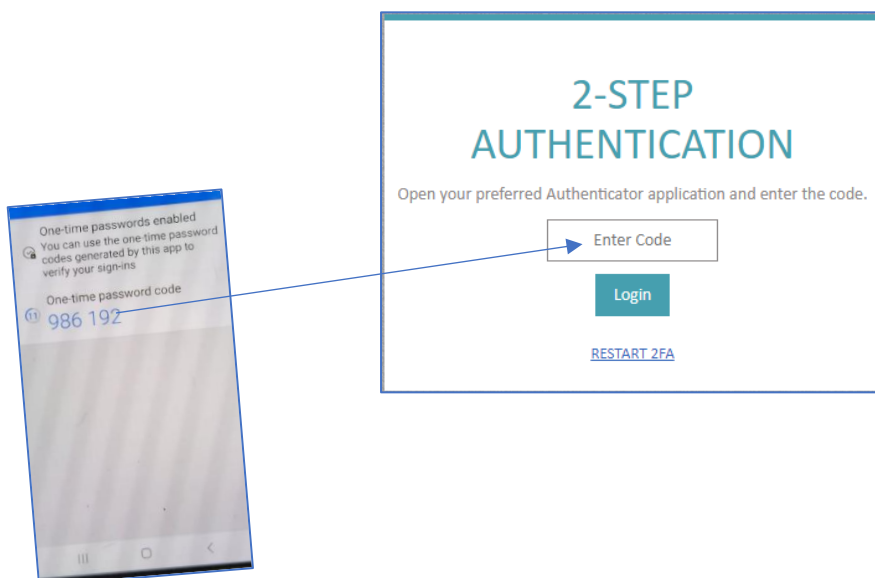 One-time passwords enabled
You can use the one-time password
codes generated by this app to
verify your sign-ins
One-time password code
11
986 192
2-STEP
AUTHENTICATION
Open your preferred Authenticator application and enter the code.
Enter Code
Login
RESTART 2FA